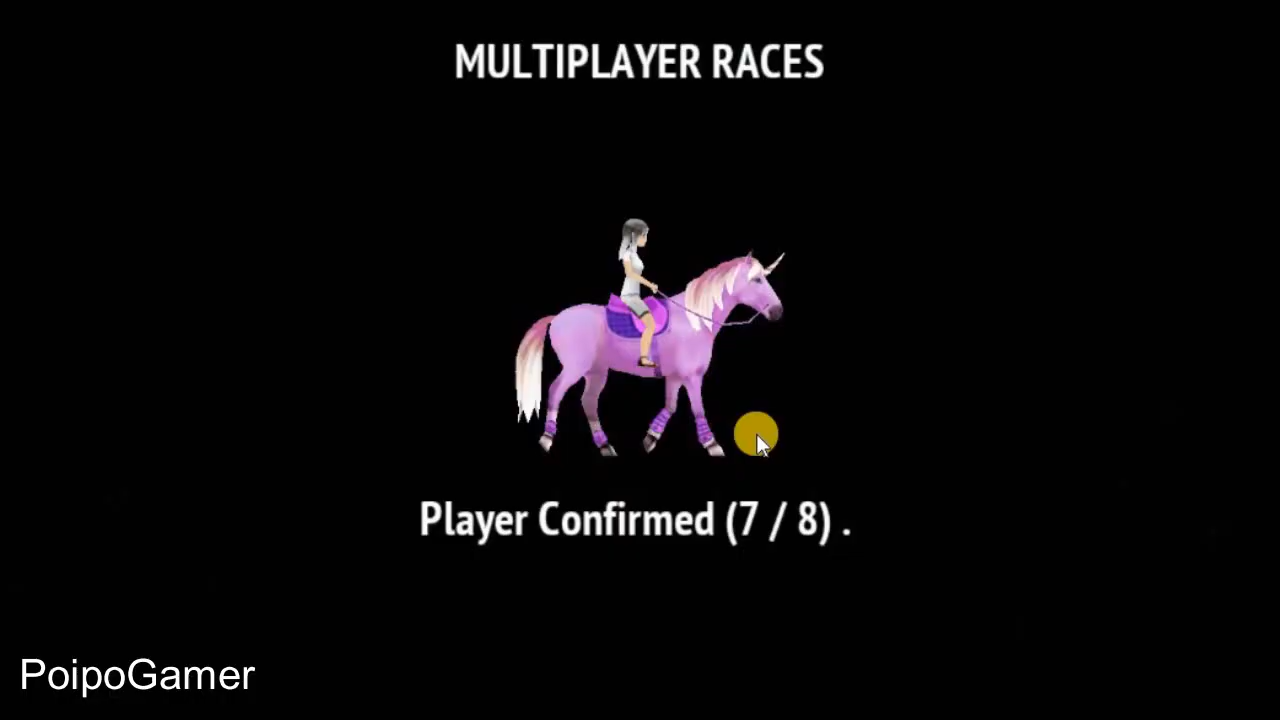 MULTIPLAYER RACES
Player Confirmed (7 / 8) .
PoipoGamer